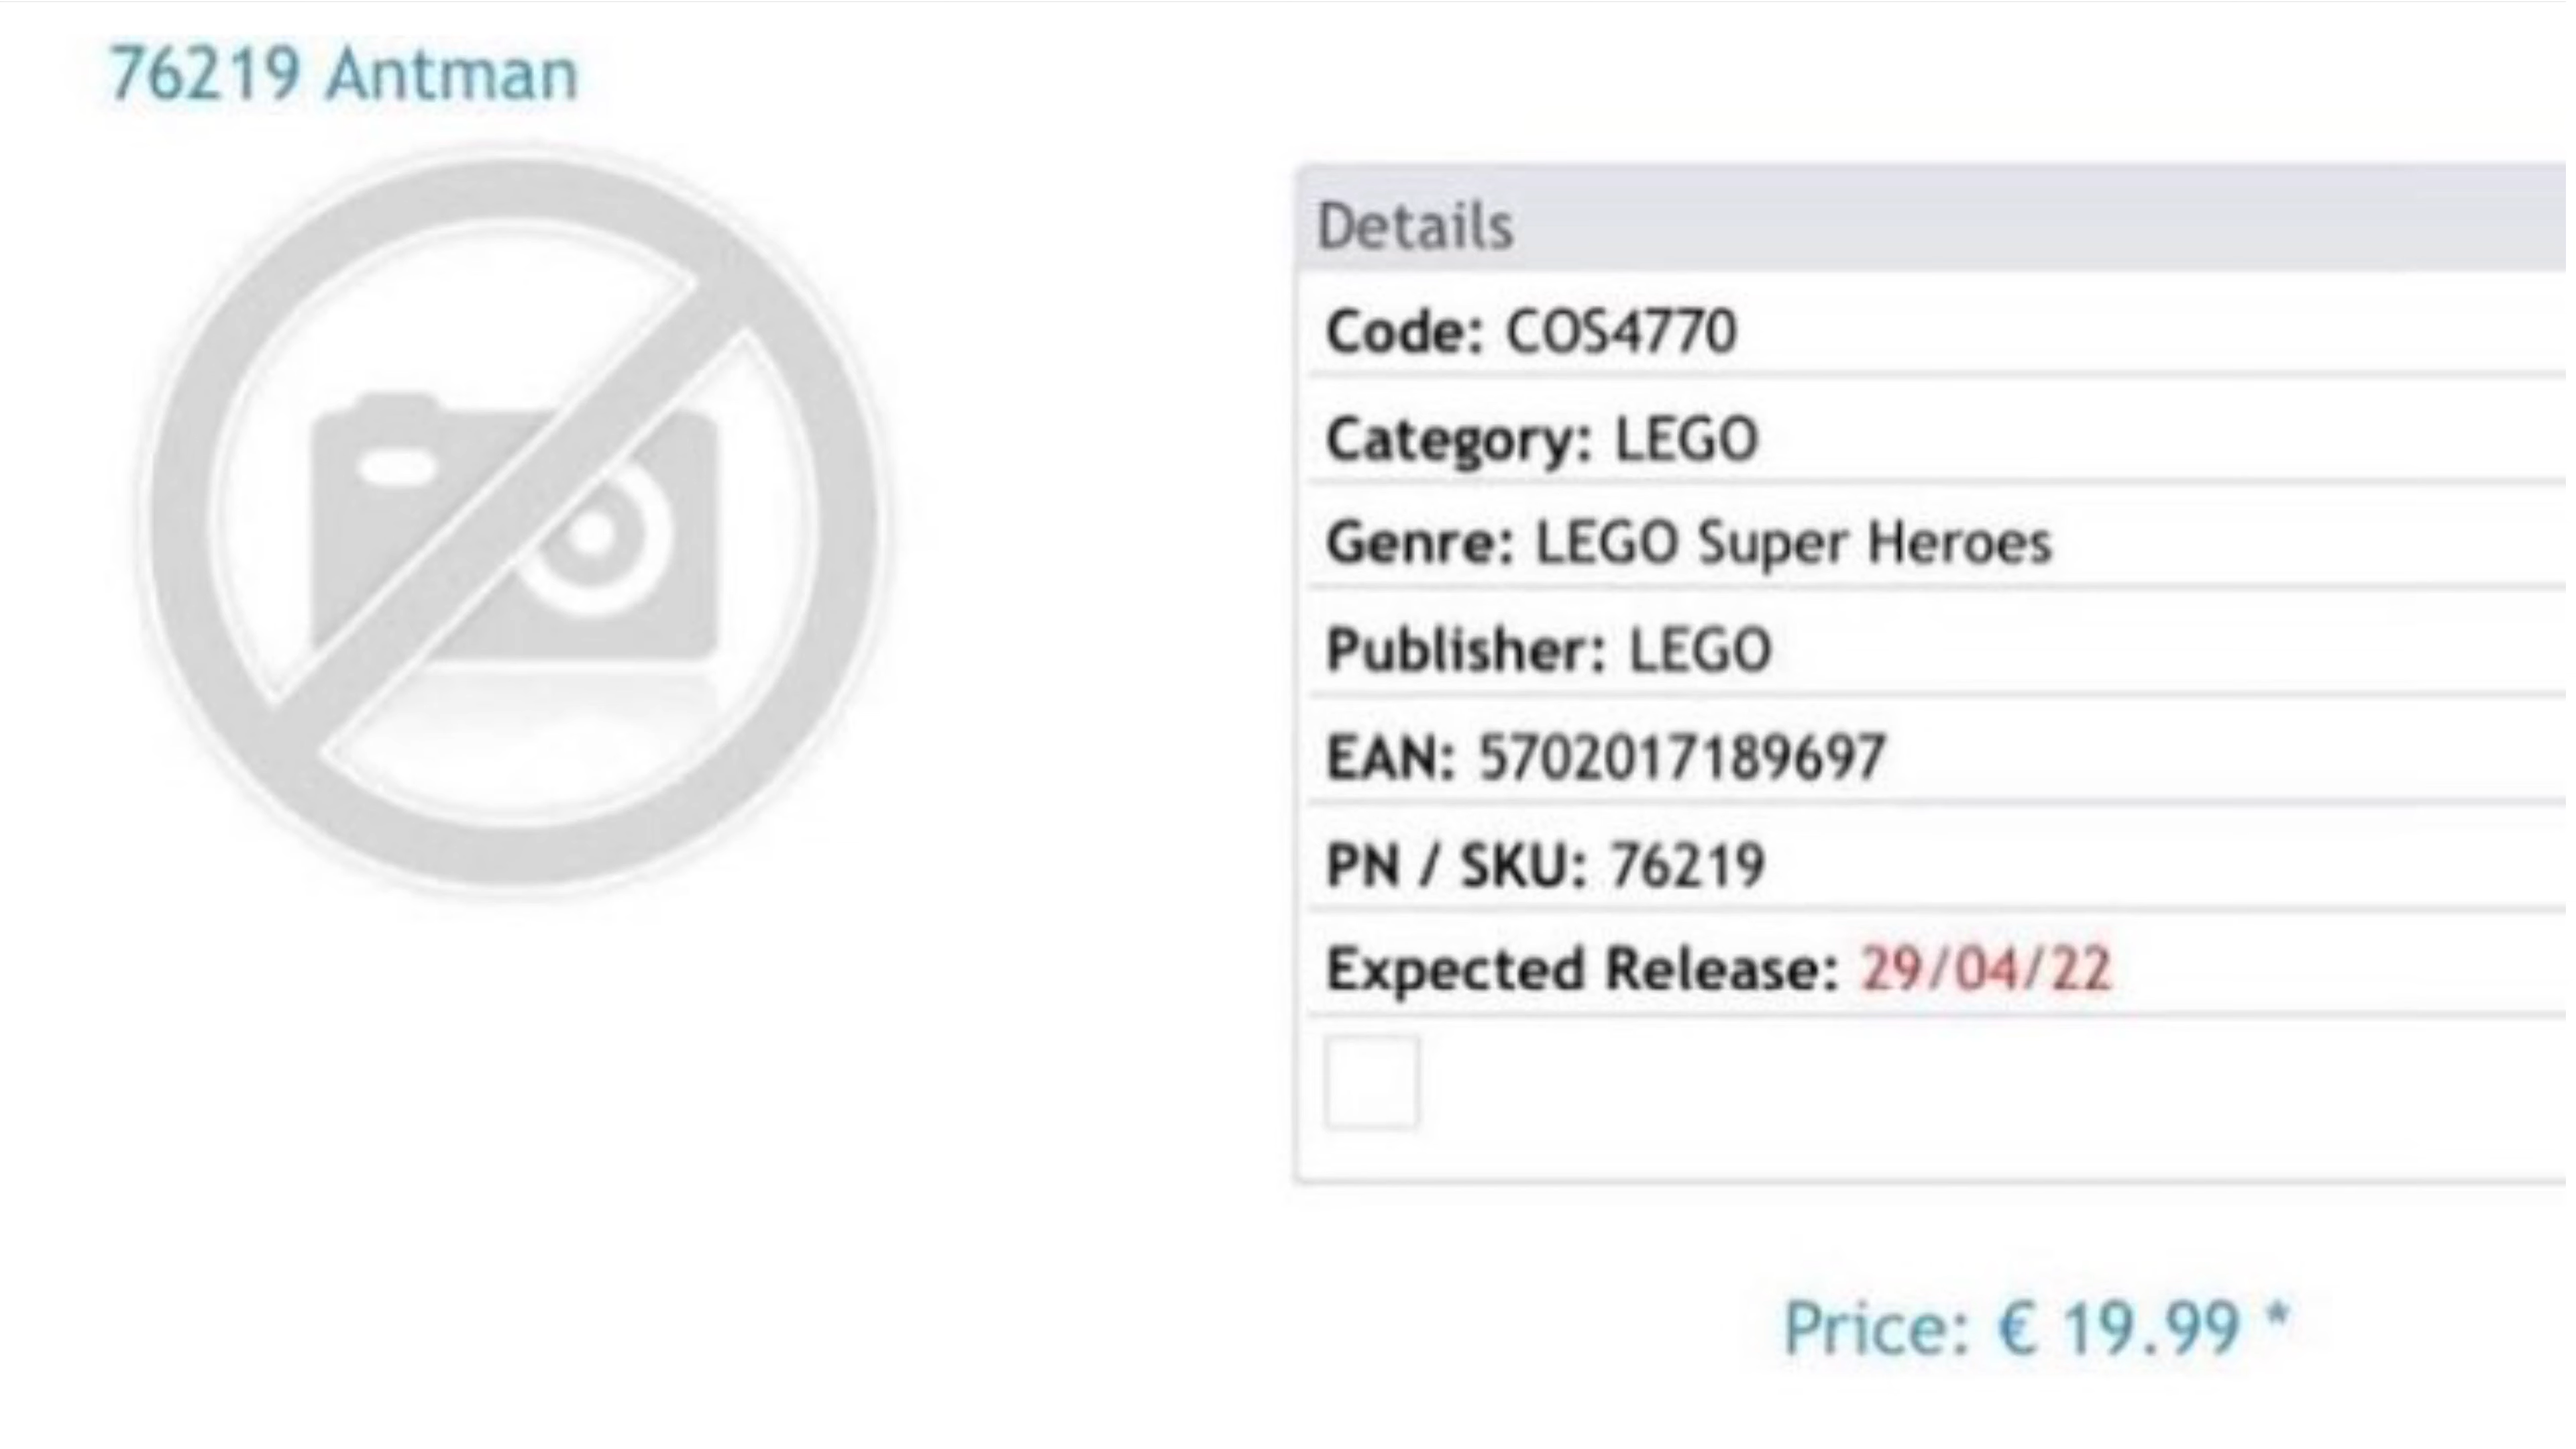 76219 Antman
Details
Code: COS4770
Category: LEGO
Genre: LEGO Super Heroes
Publisher: LEGO
EAN: 5702017189697
PN / SKU: 76219
Expected Release: 29/04/22
Price: € 19.99 *